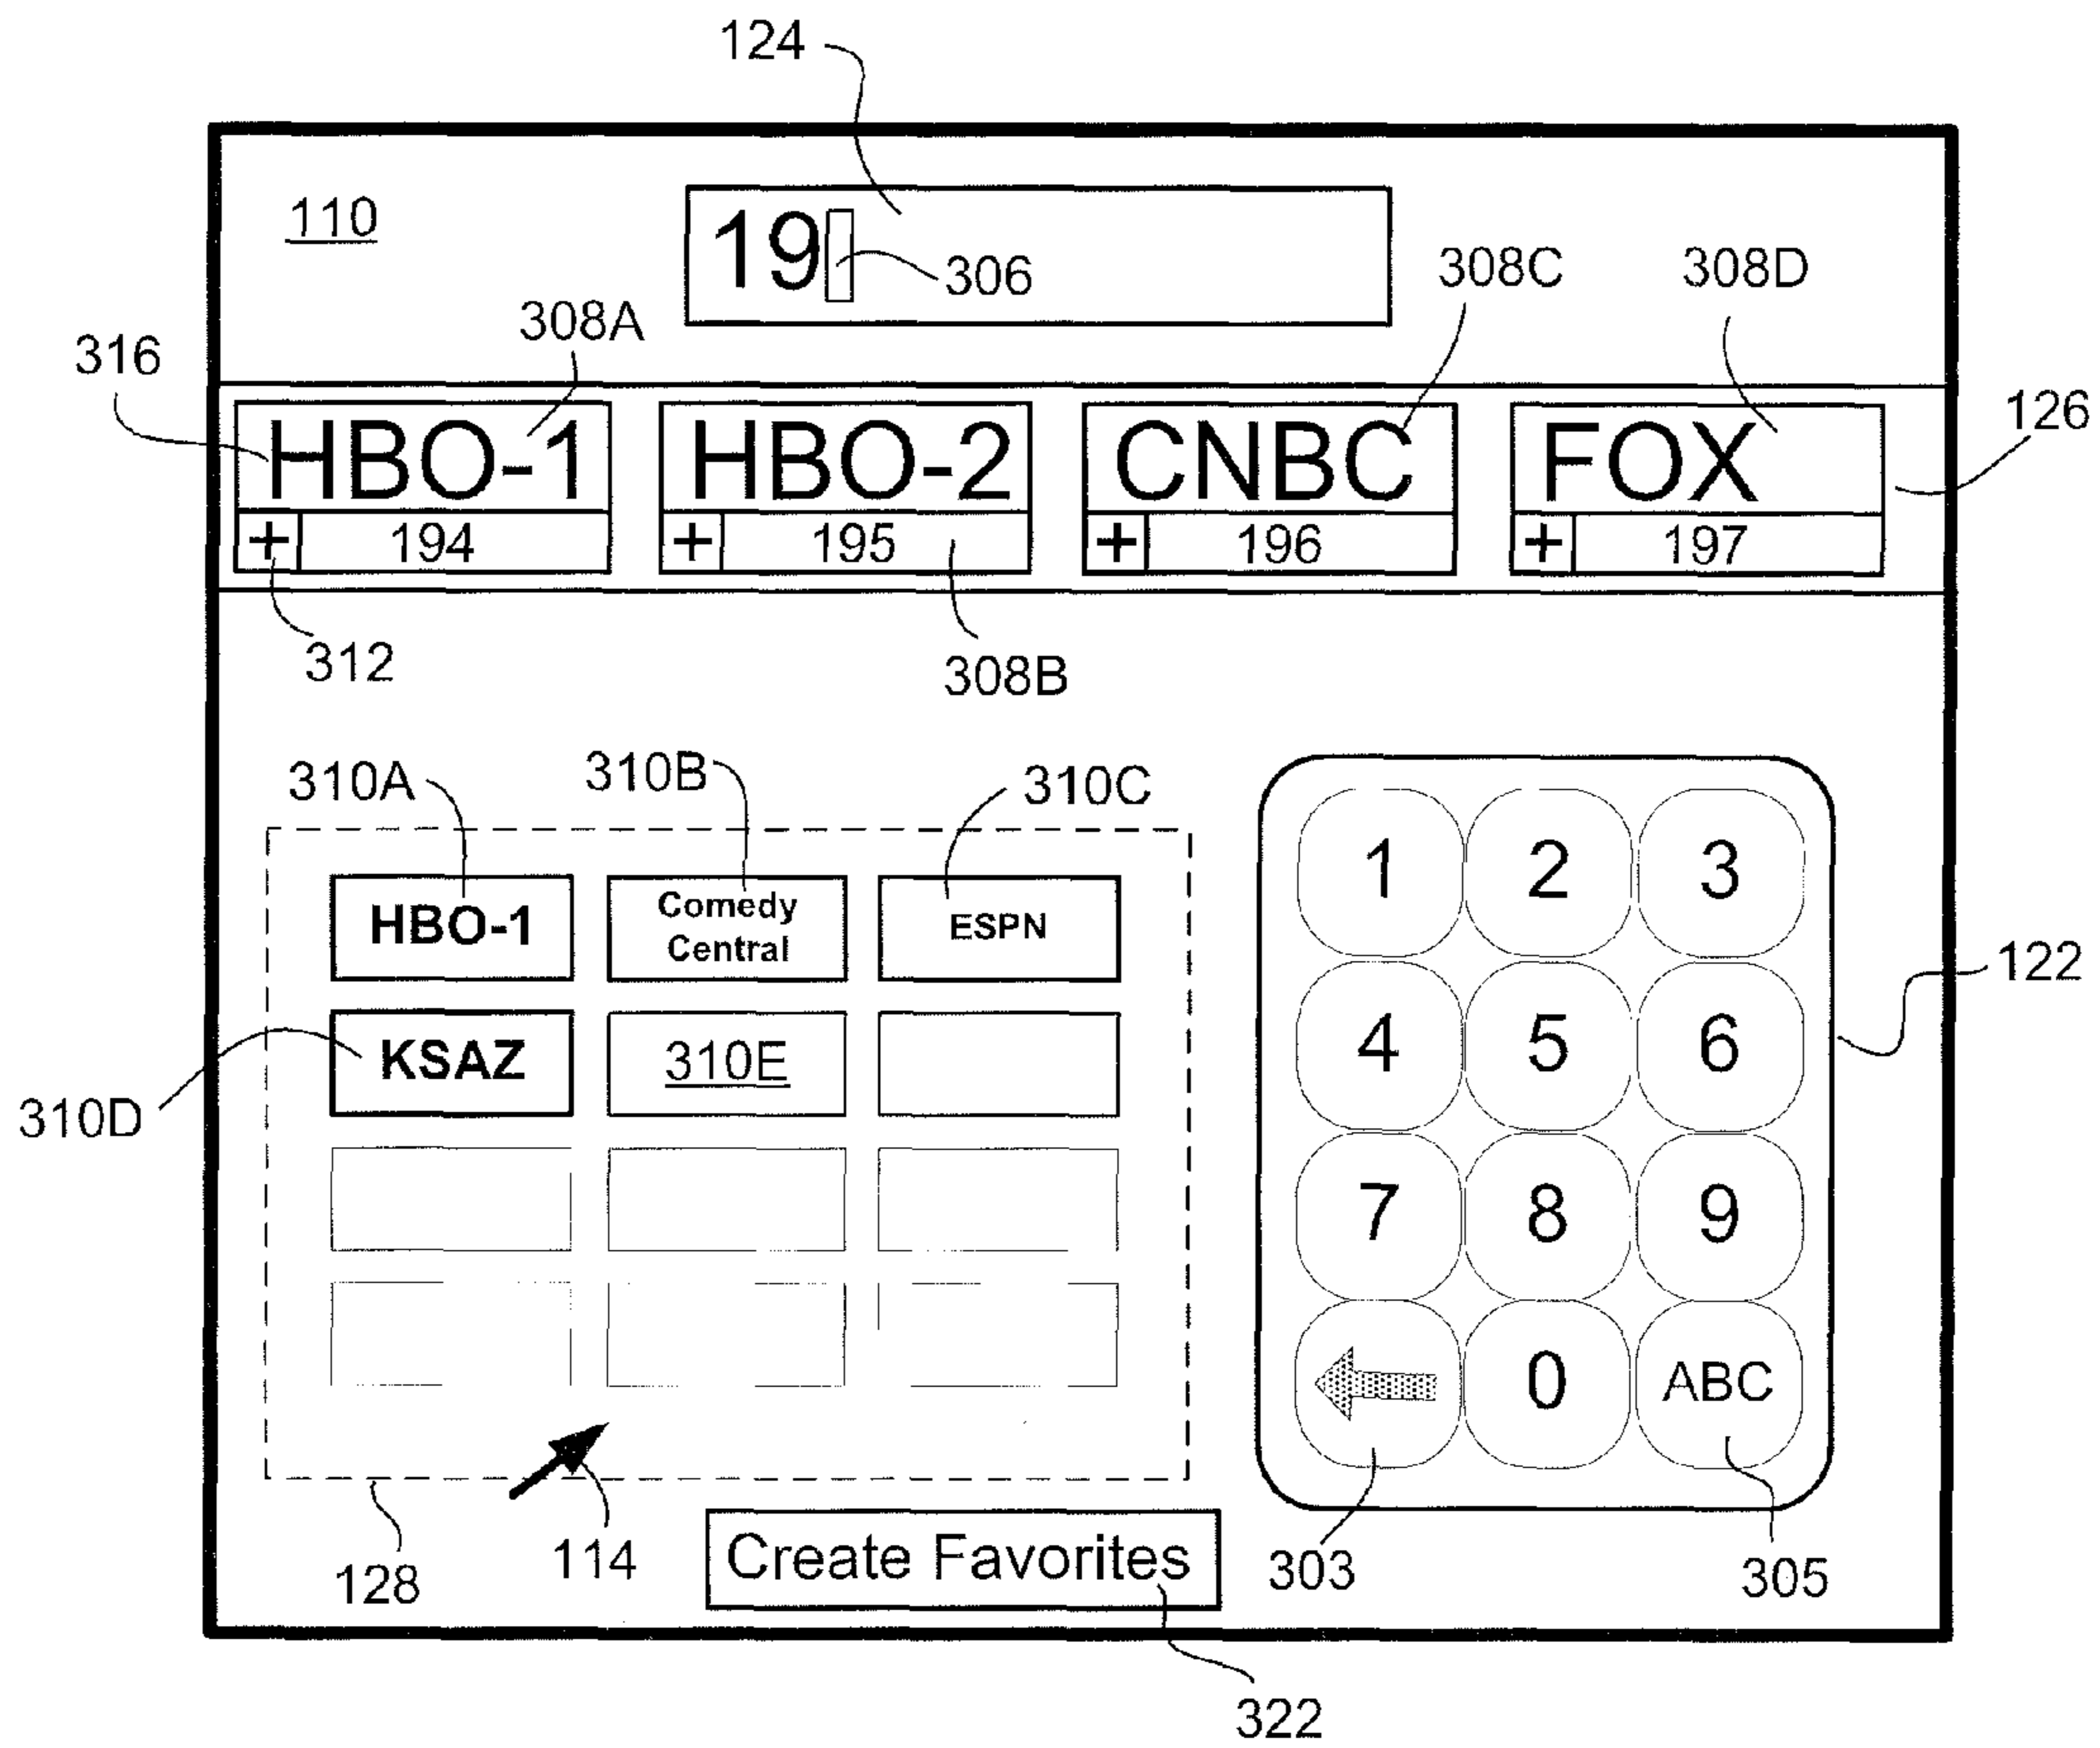 124
110
19
306
308C
308D
308A
316
HBO-1
HBO-2
CNBC
FOX
126
+ 194
+ 195
+ 196
+ 197
312
308B
310A
310B
310C
1 2 3
HBO-1
Comedy
Central
ESPN
122
4 5 6
KSAZ
310E
310D
7 8 9
0 ABC
128
114
Create Favorites
303
305
322